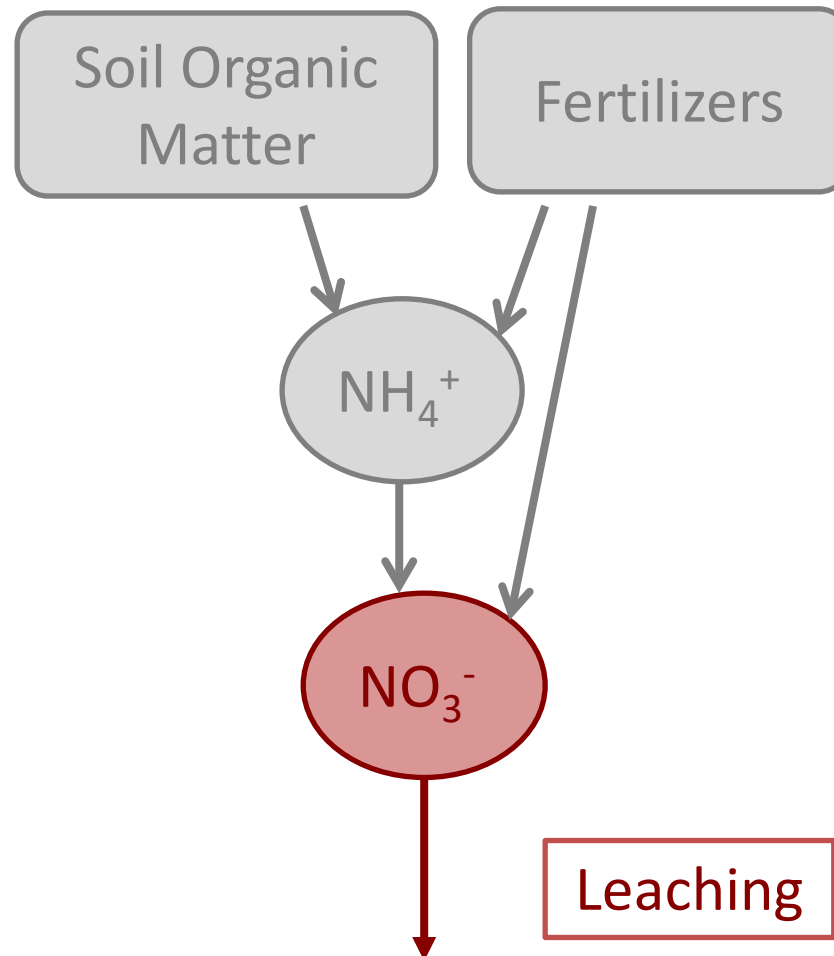 Soil Organic
Matter
Fertilizers
NH₄⁺
NO₃⁻
Leaching